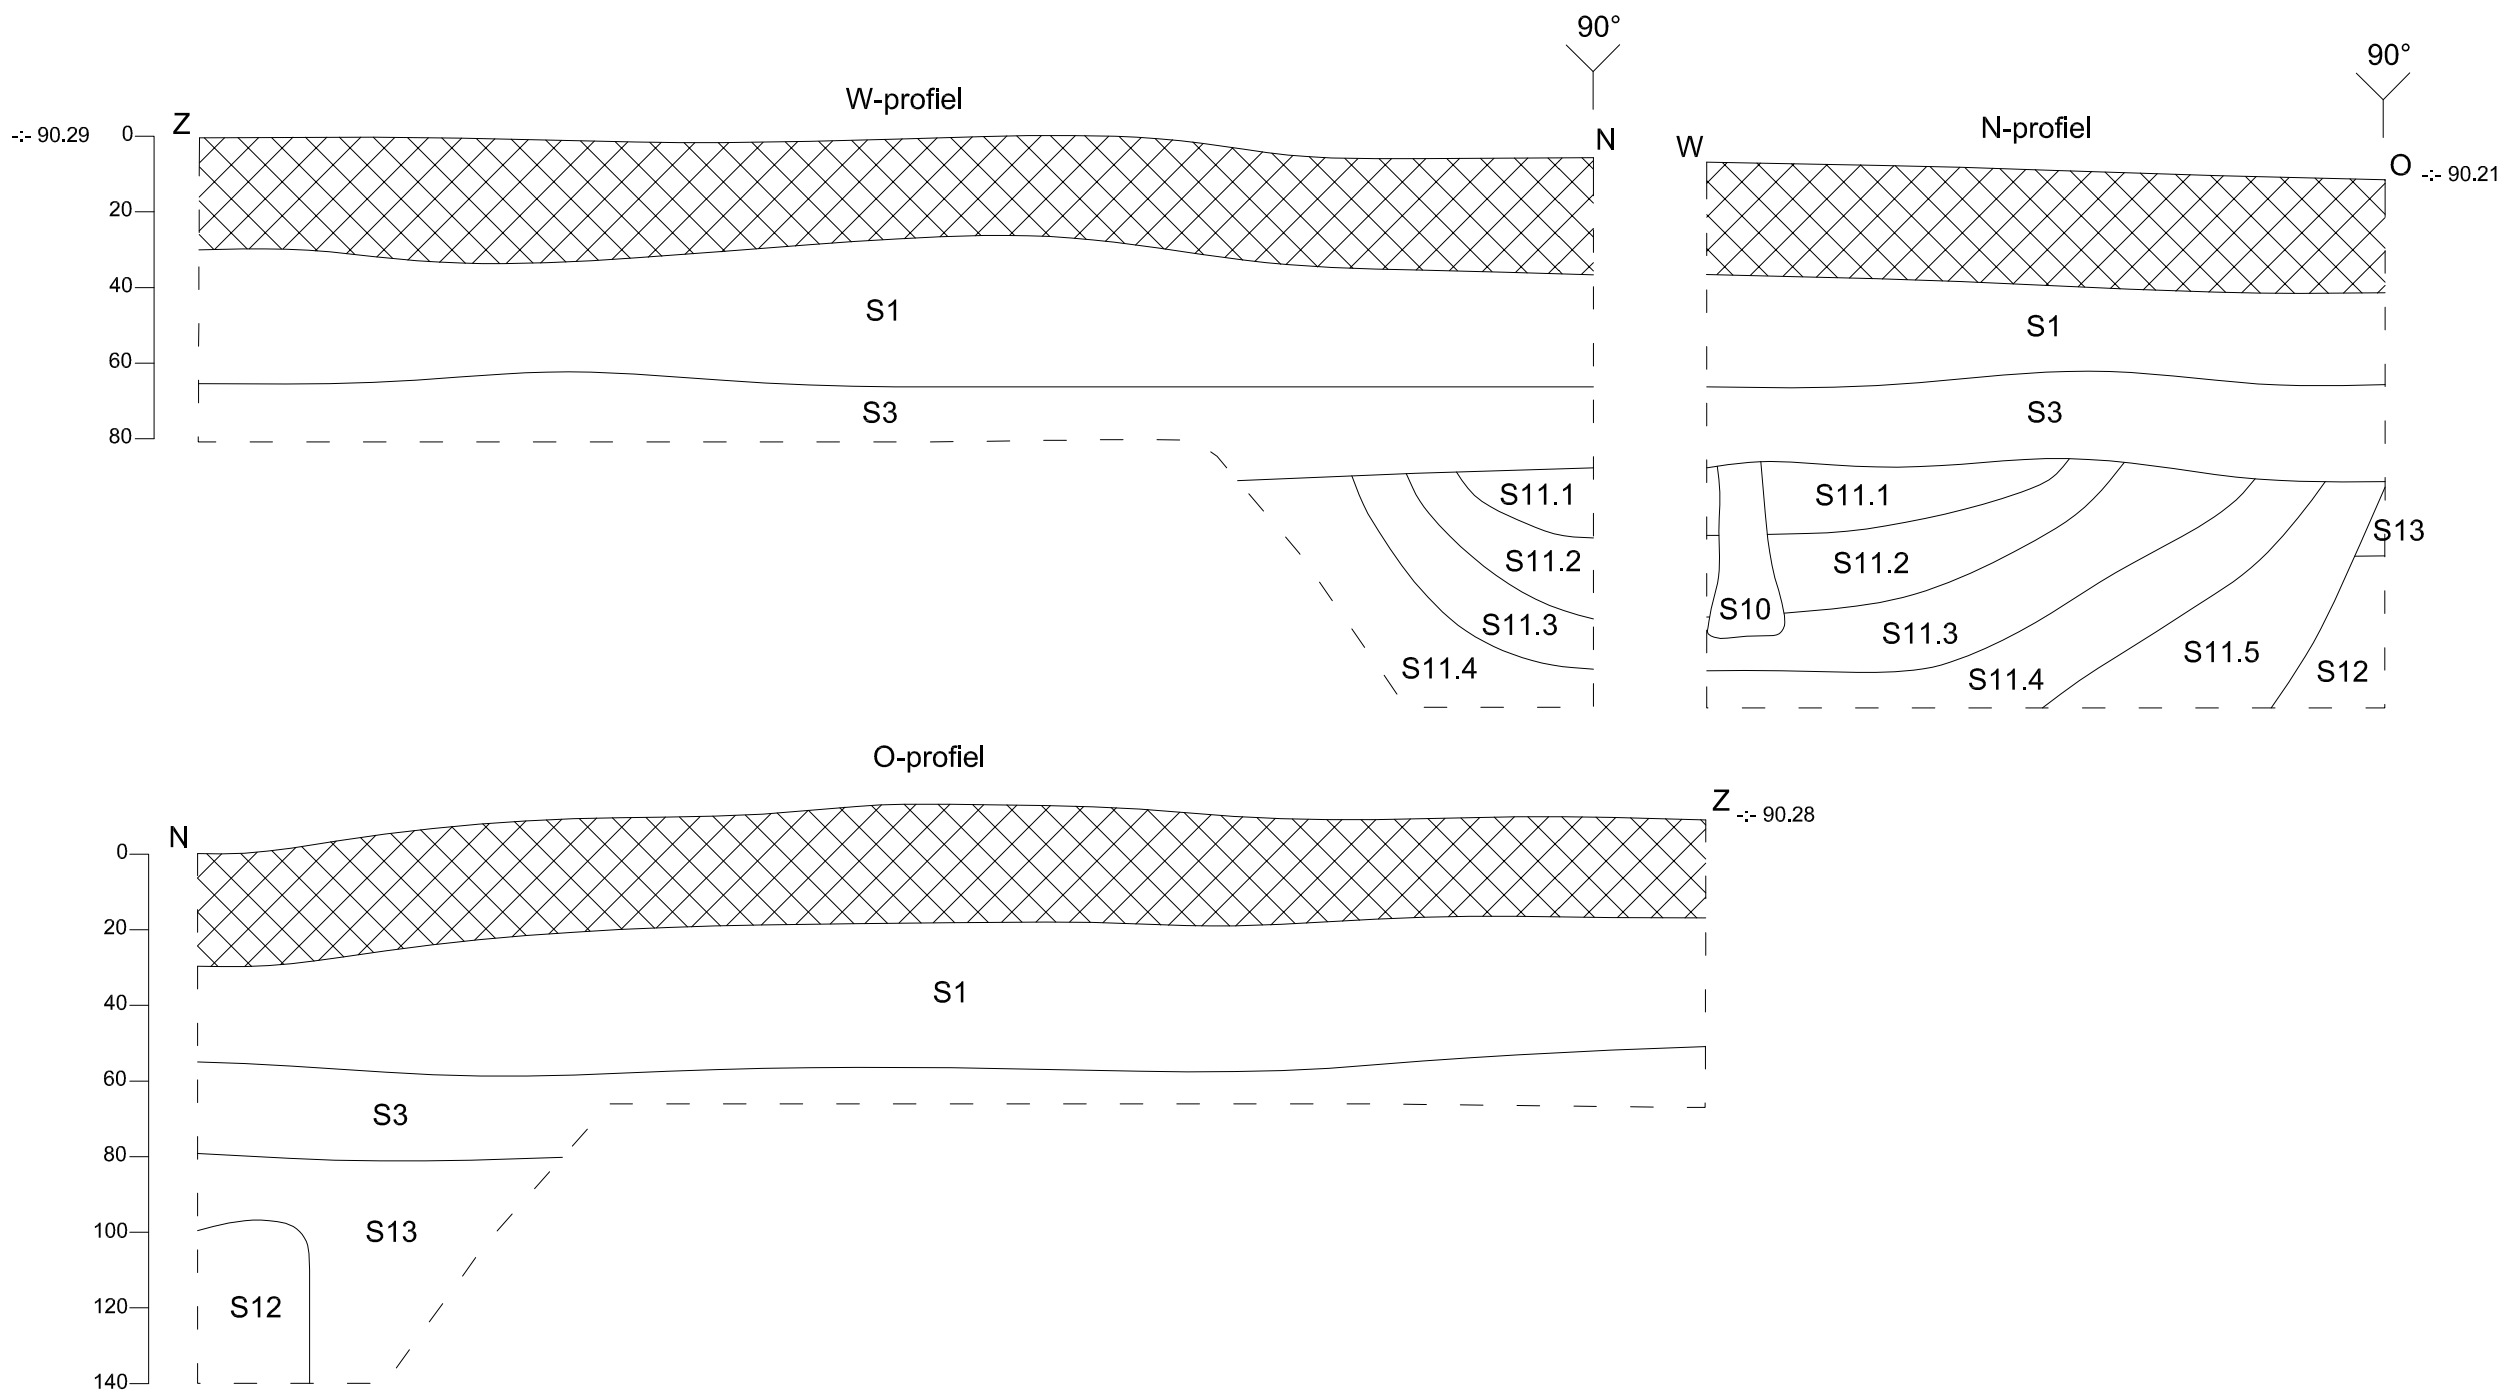 90°
90°
W-profiel
N-profiel
-:- 90.29
0
Z
N
W
O
-:- 90.21
20
40
60
80
S1
S3
S11.1
S11.2
S11.3
S11.4
S1
S3
S11.1
S13
S11.2
S10
S11.3
S11.5
S11.4
S12
O-profiel
N
Z
-:- 90.28
0
20
40
60
80
100
120
140
S1
S3
S13
S12